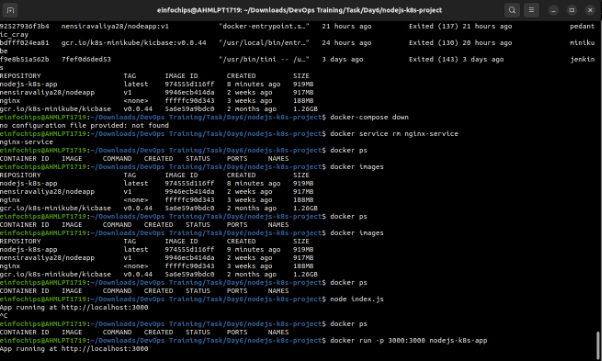 einfochips@AHMLPT1719: ~/Downloads/DevOps Training/Task/Day6/nodejs-k8s-project
92527936f3b4 nensiravaliya28/nodeapp:v1 "docker-entrypoint.s…" 21 hours ago Exited (137) 21 hours ago pedant
ic_cray
bdfff024ea81 gcr.io/k8s-minikube/kicbase:v0.0.44 "/usr/local/bin/entr…" 24 hours ago Exited (130) 20 hours ago miniku
be
f9e8b51a562b 7fef0d6ded53 "/usr/bin/tini -- /u…" 3 days ago Exited (143) 3 days ago jenkin
s
REPOSITORY TAG IMAGE ID CREATED SIZE
nodejs-k8s-app latest 974555d116ff 8 minutes ago 919MB
nensiravaliya28/nodeapp v1 9946ecb414da 2 weeks ago 917MB
nginx <none> fffffc90d343 3 weeks ago 188MB
gcr.io/k8s-minikube/kicbase v0.0.44 5a6e59a9bdc0 2 months ago 1.26GB
einfochips@AHMLPT1719:~/Downloads/DevOps Training/Task/Day6/nodejs-k8s-project$ docker-compose down
no configuration file provided: not found
einfochips@AHMLPT1719:~/Downloads/DevOps Training/Task/Day6/nodejs-k8s-project$ docker service rm nginx-service
nginx-service
einfochips@AHMLPT1719:~/Downloads/DevOps Training/Task/Day6/nodejs-k8s-project$ docker ps
CONTAINER ID IMAGE COMMAND CREATED STATUS PORTS NAMES
einfochips@AHMLPT1719:~/Downloads/DevOps Training/Task/Day6/nodejs-k8s-project$ docker images
REPOSITORY TAG IMAGE ID CREATED SIZE
nodejs-k8s-app latest 974555d116ff 9 minutes ago 919MB
nensiravaliya28/nodeapp v1 9946ecb414da 3 weeks ago 917MB
nginx <none> fffffc90d343 3 weeks ago 188MB
gcr.io/k8s-minikube/kicbase v0.0.44 5a6e59a9bdc0 2 months ago 1.26GB
einfochips@AHMLPT1719:~/Downloads/DevOps Training/Task/Day6/nodejs-k8s-project$ docker ps
CONTAINER ID IMAGE COMMAND CREATED STATUS PORTS NAMES
einfochips@AHMLPT1719:~/Downloads/DevOps Training/Task/Day6/nodejs-k8s-project$ docker images
REPOSITORY TAG IMAGE ID CREATED SIZE
nodejs-k8s-app latest 974555d116ff 9 minutes ago 919MB
nensiravaliya28/nodeapp v1 9946ecb414da 3 weeks ago 917MB
nginx <none> fffffc90d343 3 weeks ago 188MB
gcr.io/k8s-minikube/kicbase v0.0.44 5a6e59a9bdc0 2 months ago 1.26GB
einfochips@AHMLPT1719:~/Downloads/DevOps Training/Task/Day6/nodejs-k8s-project$ docker ps
CONTAINER ID IMAGE COMMAND CREATED STATUS PORTS NAMES
einfochips@AHMLPT1719:~/Downloads/DevOps Training/Task/Day6/nodejs-k8s-project$ node index.js
App running at http://localhost:3000
^C
einfochips@AHMLPT1719:~/Downloads/DevOps Training/Task/Day6/nodejs-k8s-project$ docker ps
CONTAINER ID IMAGE COMMAND CREATED STATUS PORTS NAMES
einfochips@AHMLPT1719:~/Downloads/DevOps Training/Task/Day6/nodejs-k8s-project$ docker run -p 3000:3000 nodejs-k8s-app
App running at http://localhost:3000